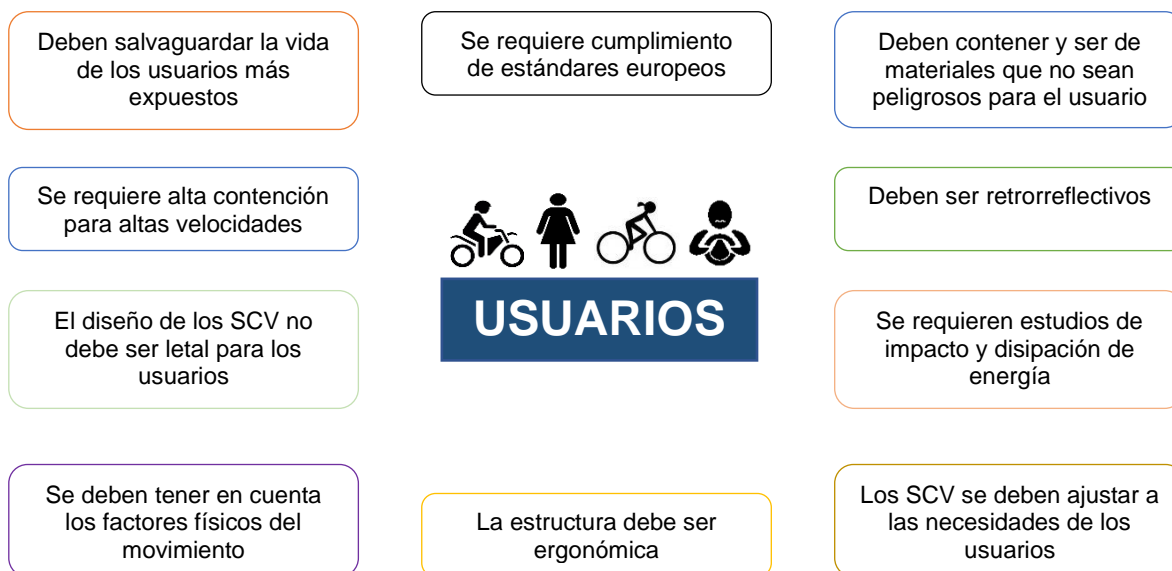 Deben salvaguardar la vida
de los usuarios más
expuestos
Se requiere cumplimiento
de estándares europeos
Deben contener y ser de
materiales que no sean
peligrosos para el usuario
Se requiere alta contención
para altas velocidades
Deben ser retrorreflectivos
USUARIOS
El diseño de los SCV no
debe ser letal para los
usuarios
Se requieren estudios de
impacto y disipación de
energía
Se deben tener en cuenta
los factores físicos del
movimiento
La estructura debe ser
ergonómica
Los SCV se deben ajustar a
las necesidades de los
usuarios